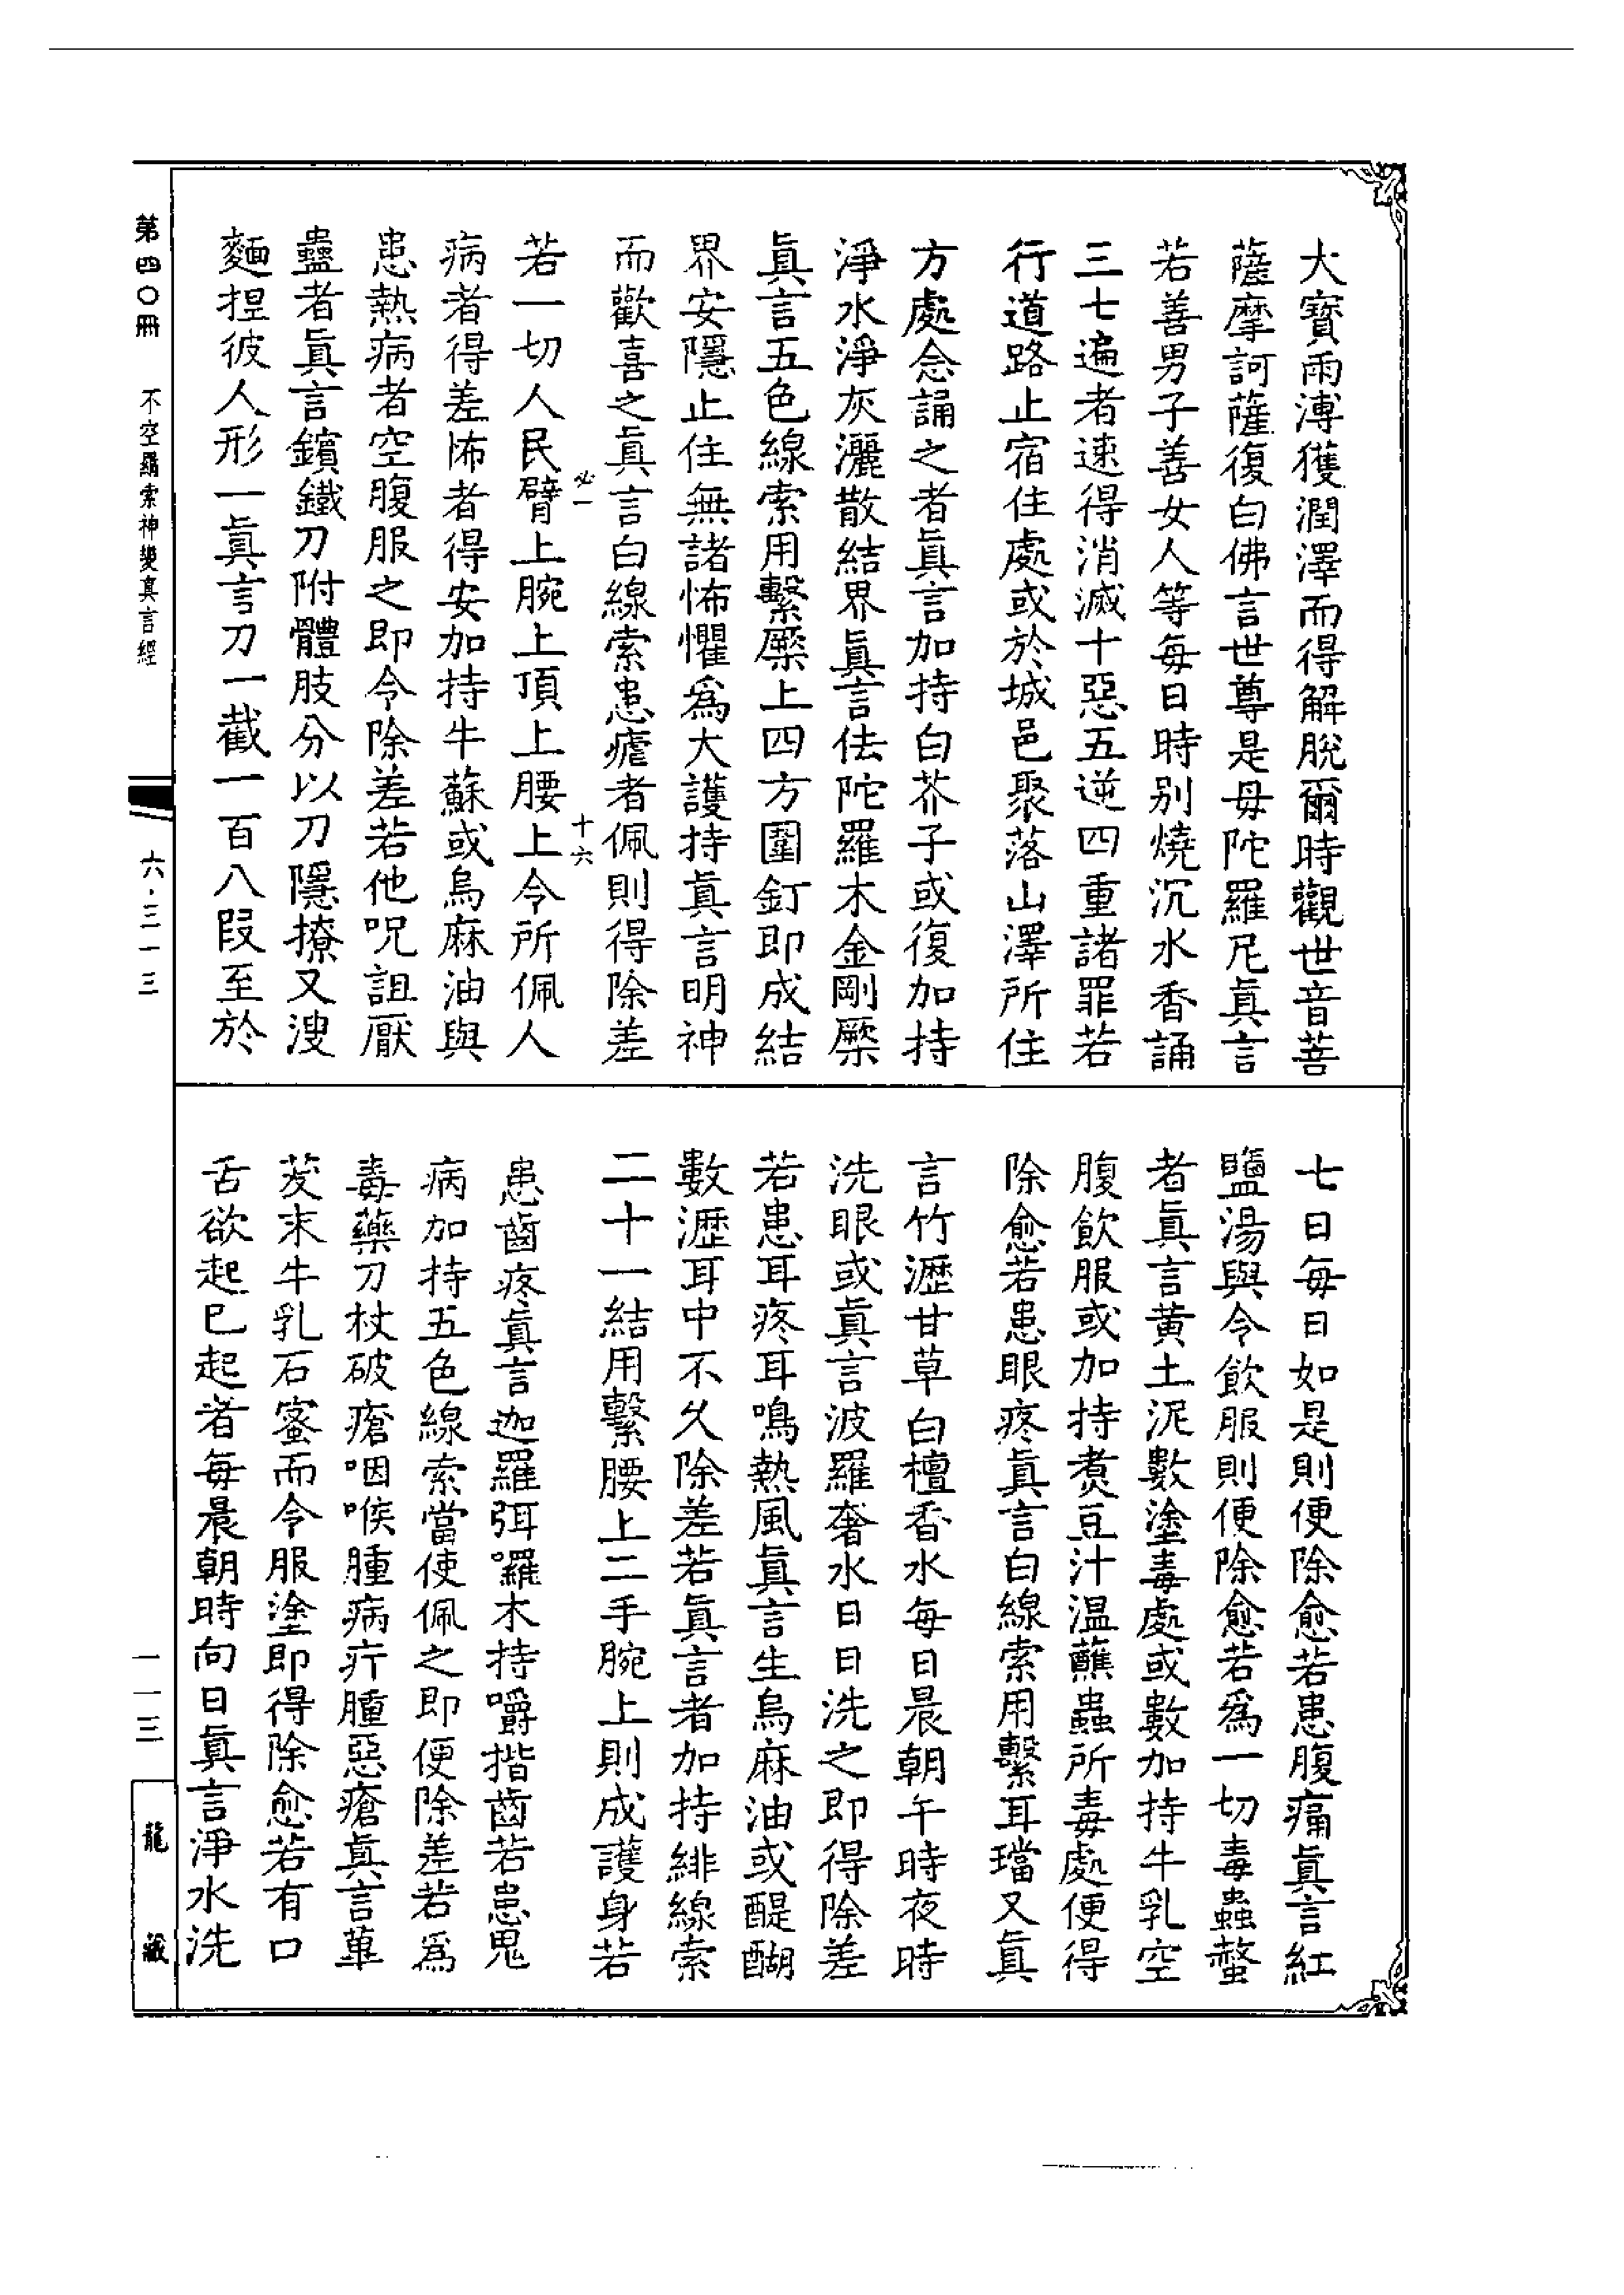 大寶雨溥獲潤澤而得解脫爾時觀世音菩
薩摩訶薩復白佛言世尊是母陀羅尼眞言
若善男子善女人等每日時別燒沉水香誦
三七遍者速得消滅十惡五逆四重諸罪若
行道路止宿住處或於城邑聚落山澤所住
方處念誦之者眞言加持白芥子或復加持
淨水淨灰灑散結界眞言佉陀羅木金剛橛
眞言五色線索用繫橛上四方圍釘即成結
界安隱止住無諸怖懼爲大護持眞言明神
而歡喜之眞言白線索患瘧者佩則得除差
必一
十六
若一切人民臂上腕上頂上腰上令所佩人
病者得差怖者得安加持牛蘇或烏麻油與
患熱病者空腹服之即令除差若他呪詛厭
蠱者眞言鑌鐵刀附體肢分以刀隱撩又溲
麵捏彼人形一眞言刀一截一百八段至於
七日每日如是則便除愈若患腹痛眞言紅
鹽湯與令飲服則便除愈若爲一切毒蟲螫
者眞言黃土泥數塗毒處或數加持牛乳空
腹飲服或加持煑豆汁溫蘸蟲所毒處便得
除愈若患眼疼眞言白線索用繫耳璫又眞
言竹瀝甘草白檀香水每日晨朝午時夜時
洗眼或眞言波羅奢水日日洗之即得除差
若患耳疼耳鳴熱風眞言生烏麻油或醍醐
數瀝耳中不久除差若眞言者加持緋線索
二十一結用繫腰上二手腕上則成護身若
患齒疼眞言迦羅弭囉木持嚼揩齒若患鬼
病加持五色線索當使佩之即便除差若爲
毒藥刀杖破瘡咽喉腫病疔腫惡瘡眞言蓽
茇末牛乳石蜜而令服塗即得除愈若有口
舌欲起已起者每晨朝時向日眞言淨水洗
第四〇冊
不空羂索神變眞言經
六·三一三
一一三
龍藏